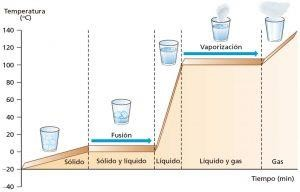 Temperatura
(ºC)
140
120
100
80
60
40
20
0
−20
−40
Fusión
Vaporización
Sólido
Sólido y líquido
Líquido
Líquido y gas
Gas
Tiempo (min)